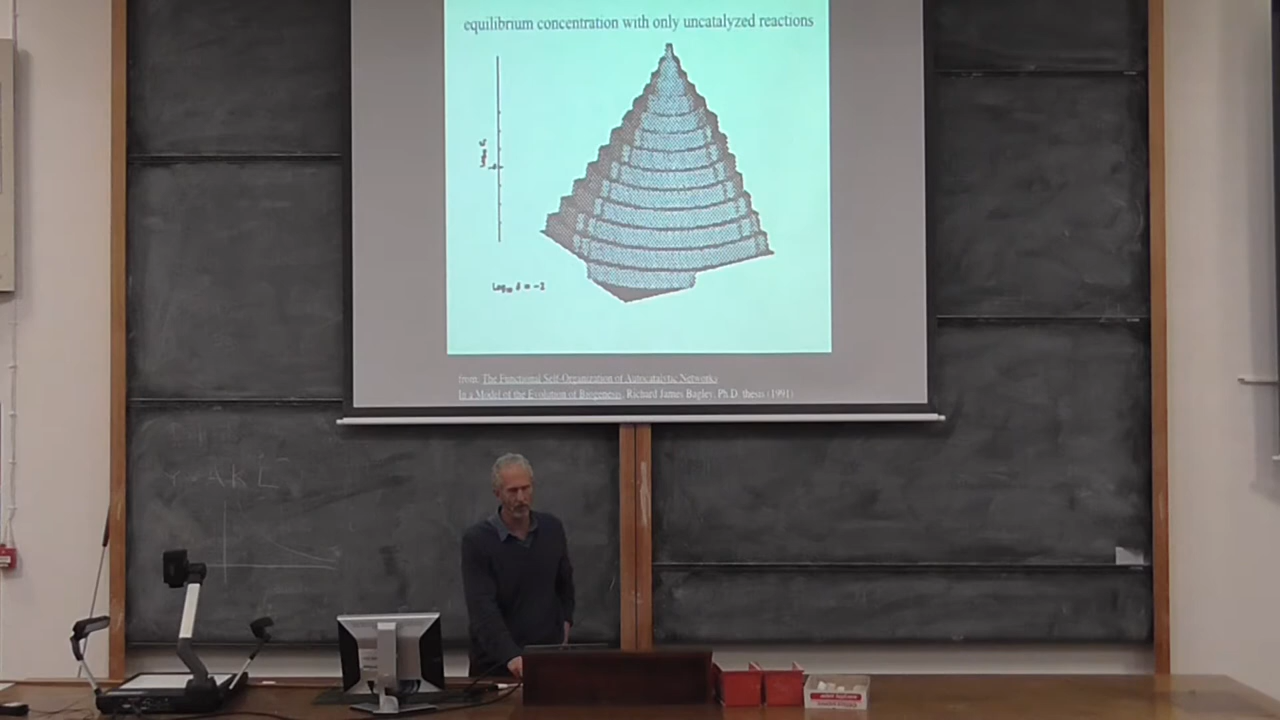 equilibrium concentration with only uncatalyzed reactions
Log₁₀
from: The Functional Self-Organization of Autocatalytic Networks
In a Model of the Evolution of Biogenesis, Richard James Bagley, Ph.D. thesis (1991)
Y = A K L